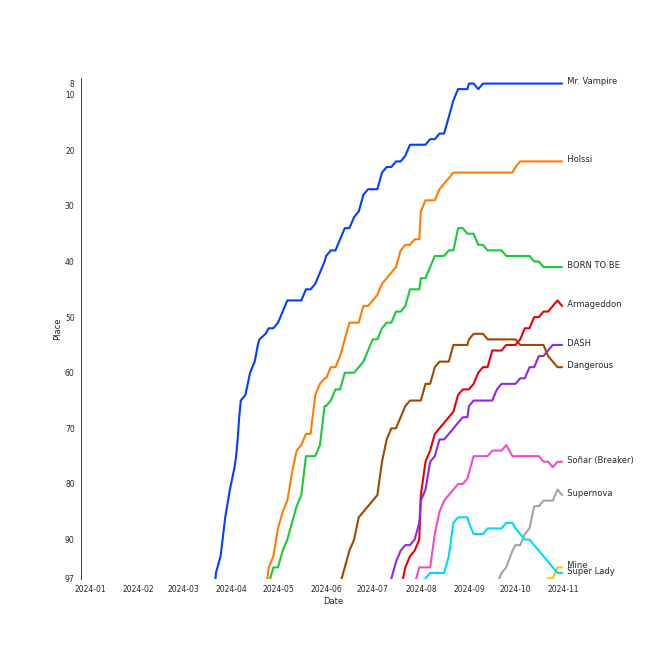 8
10
20
30
40
50
60
70
80
90
97
Place
2024-01 2024-02 2024-03 2024-04 2024-05 2024-06 2024-07 2024-08 2024-09 2024-10 2024-11
Date
Mr. Vampire
Holssi
BORN TO BE
Armageddon
DASH
Dangerous
Soñar (Breaker)
Supernova
Mine
Super Lady